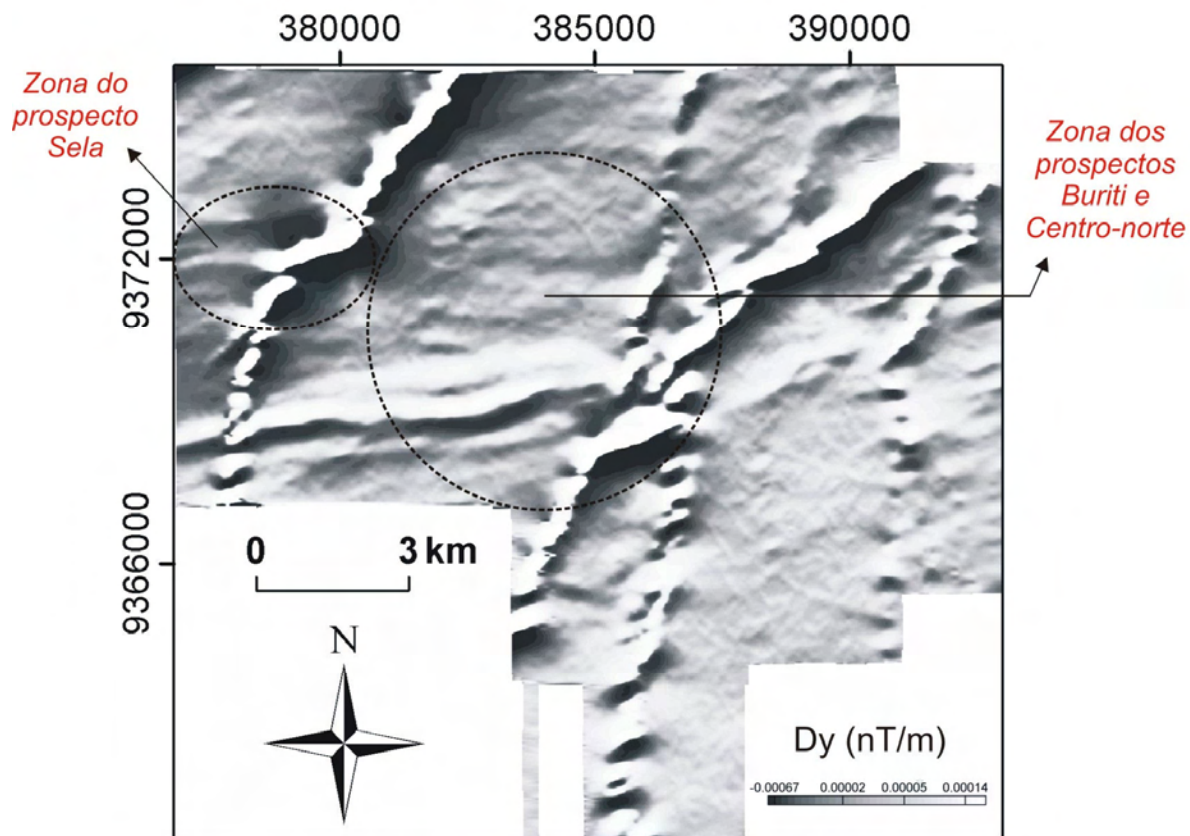 380000 385000 390000
Zona do
prospecto
Sela
Zona dos
prospectos
Buriti e
Centro-norte
9372000
9366000
0 3 km
N
Dy (nT/m)
-0.00067 0.00002 0.00005 0.00014